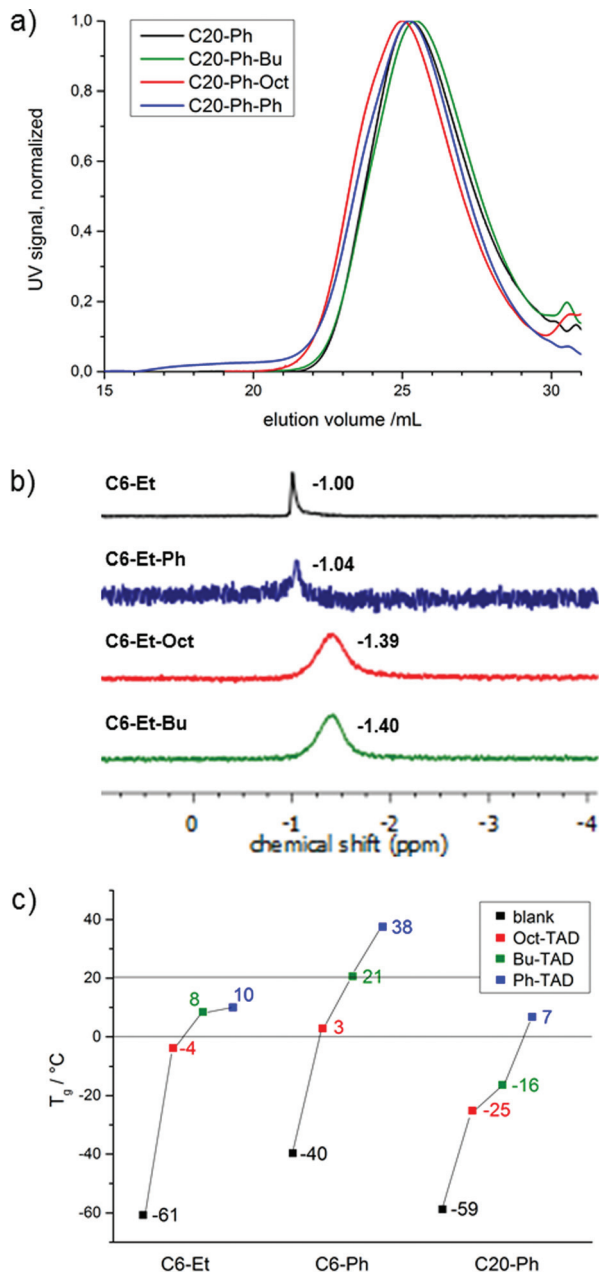 a)
C20-Ph
C20-Ph-Bu
C20-Ph-Oct
C20-Ph-Ph
1,0
0,8
0,6
0,4
0,2
0,0
UV signal, normalized
15 20 25 30
elution volume /mL
b)
C6-Et -1.00
C6-Et-Ph -1.04
C6-Et-Oct -1.39
C6-Et-Bu -1.40
0 -1 -2 -3 -4
chemical shift (ppm)
c)
blank
Oct-TAD
Bu-TAD
Ph-TAD
40
20
0
-20
-40
-60
Tg / °C
-61 -4 8 10
-40 3 21 38
-59 -25 -16 7
C6-Et C6-Ph C20-Ph